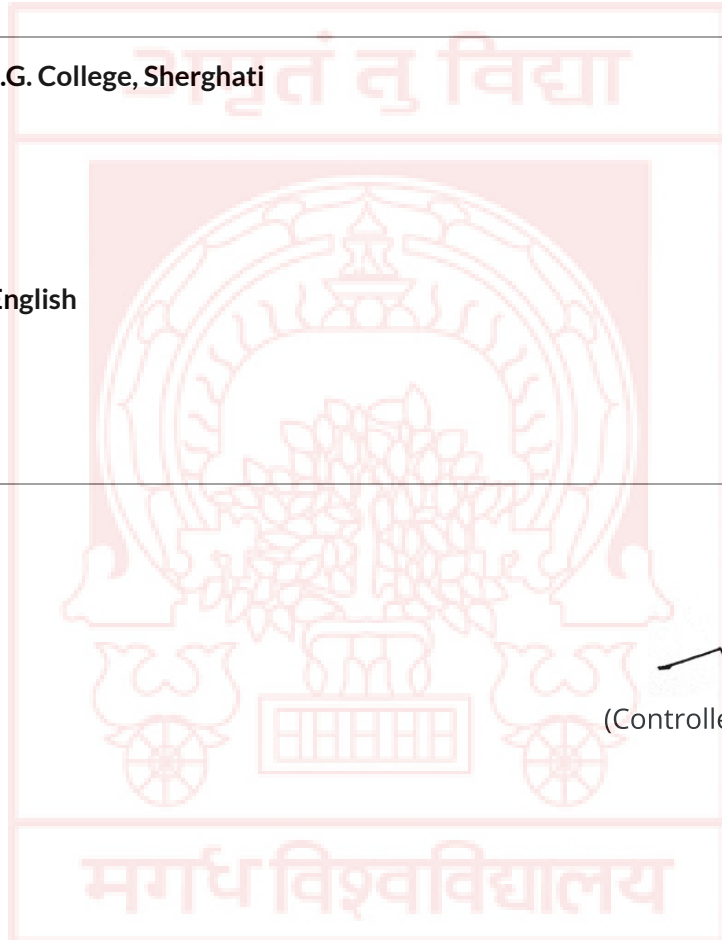 अमृतं तु विद्या
.G. College, Sherghati
English
(Controlle
मगध विश्वविद्यालय